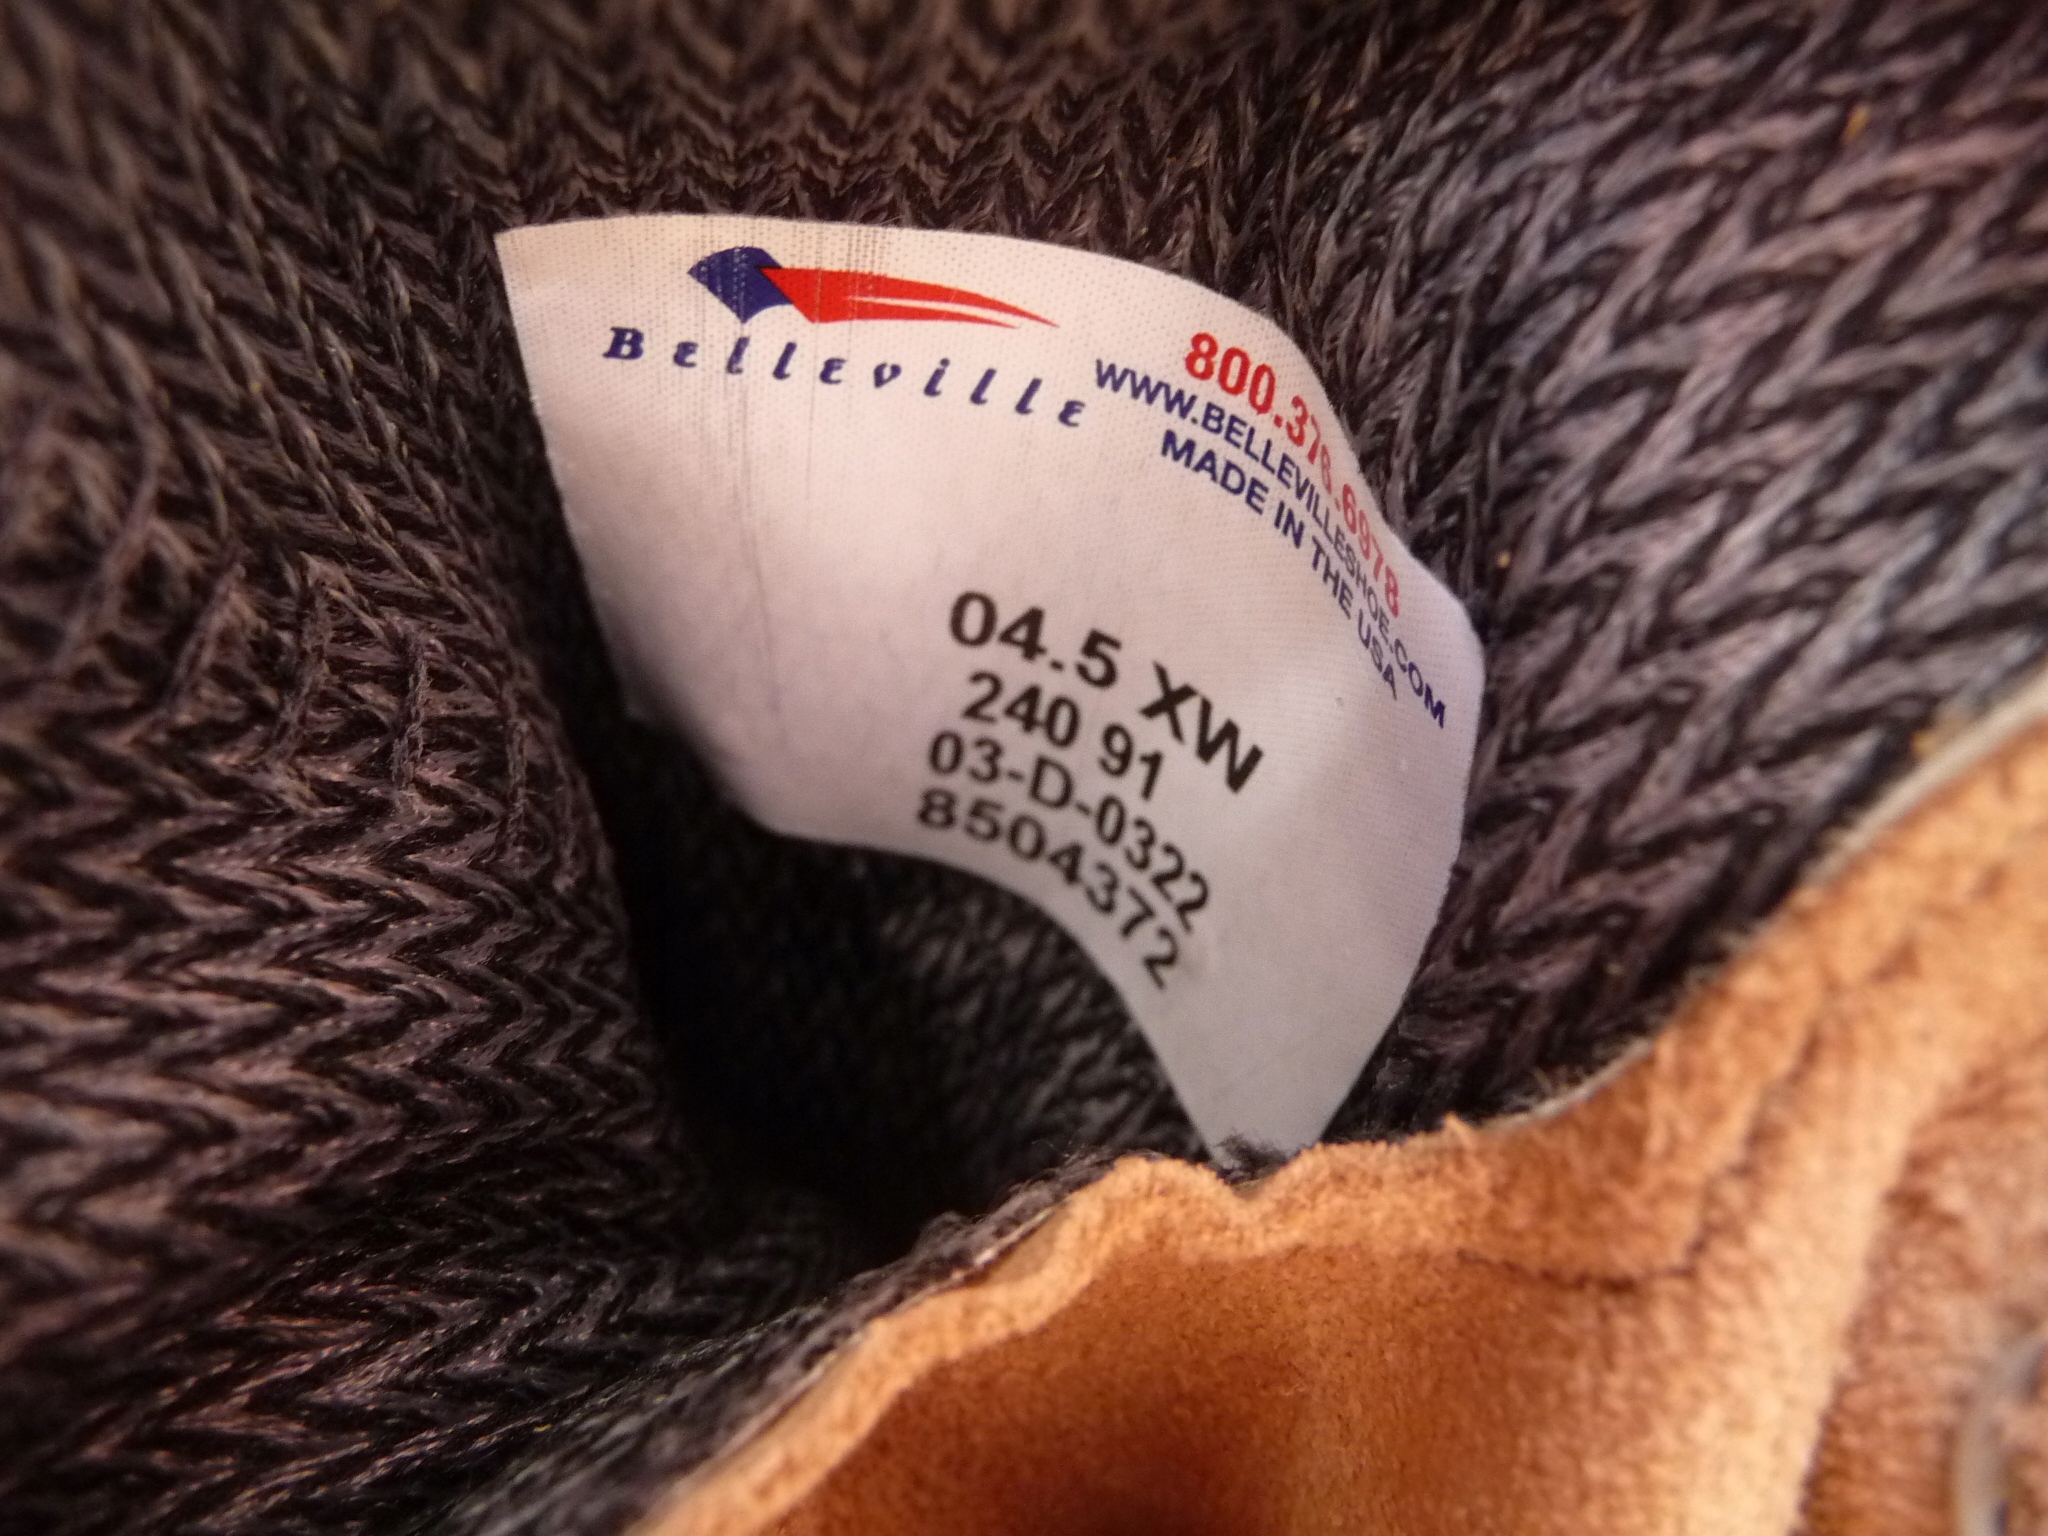 Belleville
800.376.6978
WWW.BELLEVILLESHOE.COM
MADE IN THE USA
04.5 XW
240 91
03-D-0322
8504372